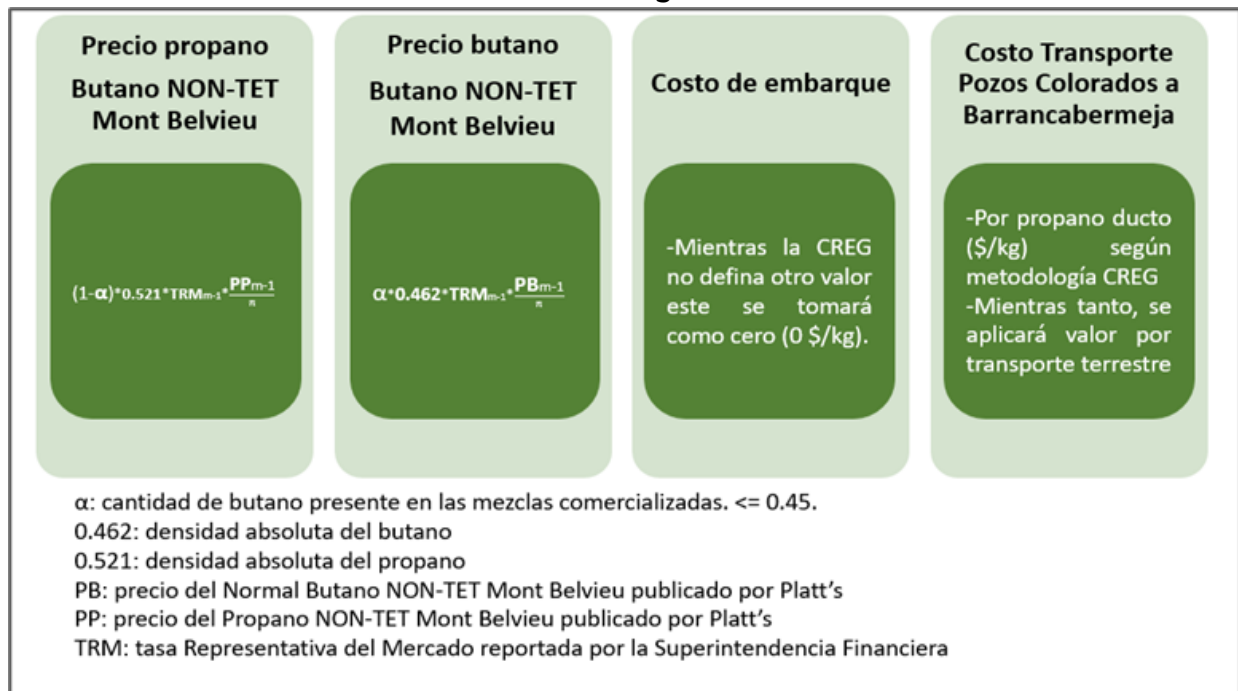 Precio propano
Butano NON-TET
Mont Belvieu
(1-α)*0.521*TRMm-1*PPm-1/n
Precio butano
Butano NON-TET
Mont Belvieu
α*0.462*TRMm-1*PBm-1/n
Costo de embarque
-Mientras la CREG
no defina otro valor
este se tomará
como cero (0 $/kg).
Costo Transporte
Pozos Colorados a
Barrancabermeja
-Por propano ducto
($/kg) según
metodología CREG
-Mientras tanto, se
aplicará valor por
transporte terrestre
α: cantidad de butano presente en las mezclas comercializadas. <= 0.45.
0.462: densidad absoluta del butano
0.521: densidad absoluta del propano
PB: precio del Normal Butano NON-TET Mont Belvieu publicado por Platt’s
PP: precio del Propano NON-TET Mont Belvieu publicado por Platt’s
TRM: tasa Representativa del Mercado reportada por la Superintendencia Financiera